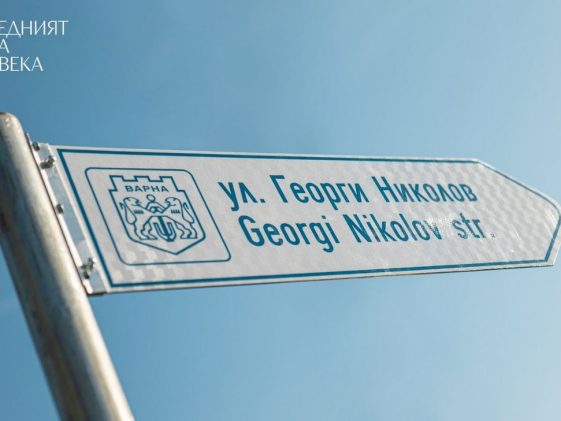 ЕДНИЯТ
ВЕКА
ВАРНА
ул. Георги Николов
Georgi Nikolov str.